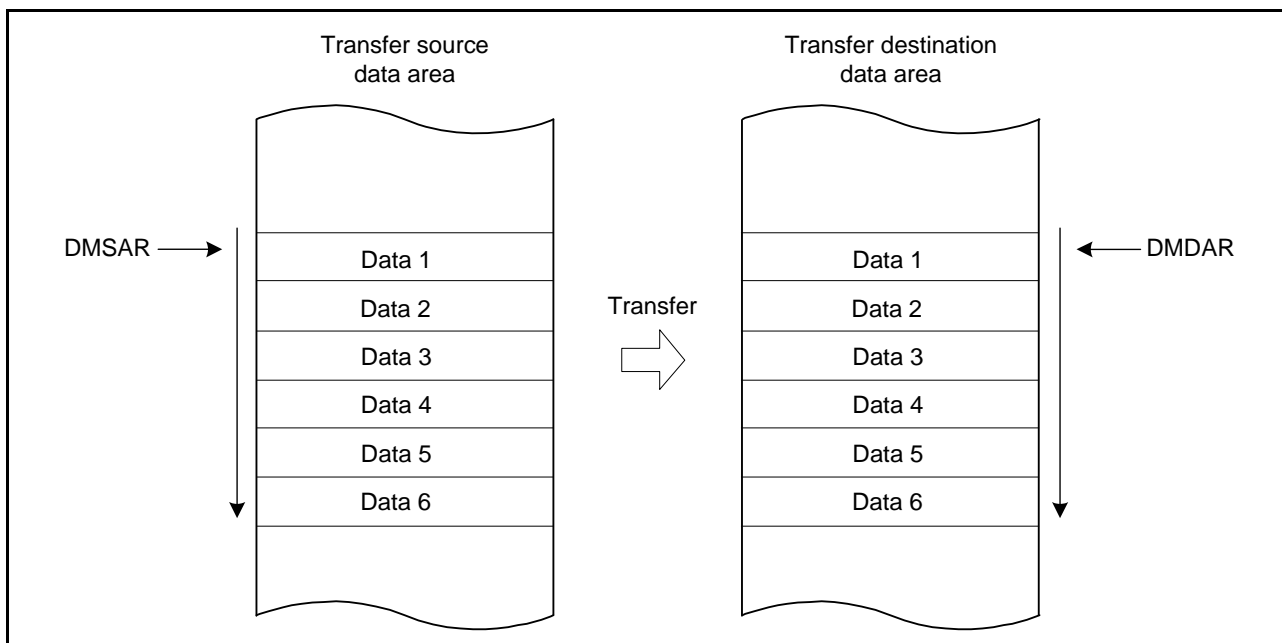 Transfer source
data area
Transfer destination
data area
DMSAR
Data 1
Data 2
Data 3
Data 4
Data 5
Data 6
Transfer
Data 1
Data 2
Data 3
Data 4
Data 5
Data 6
DMDAR